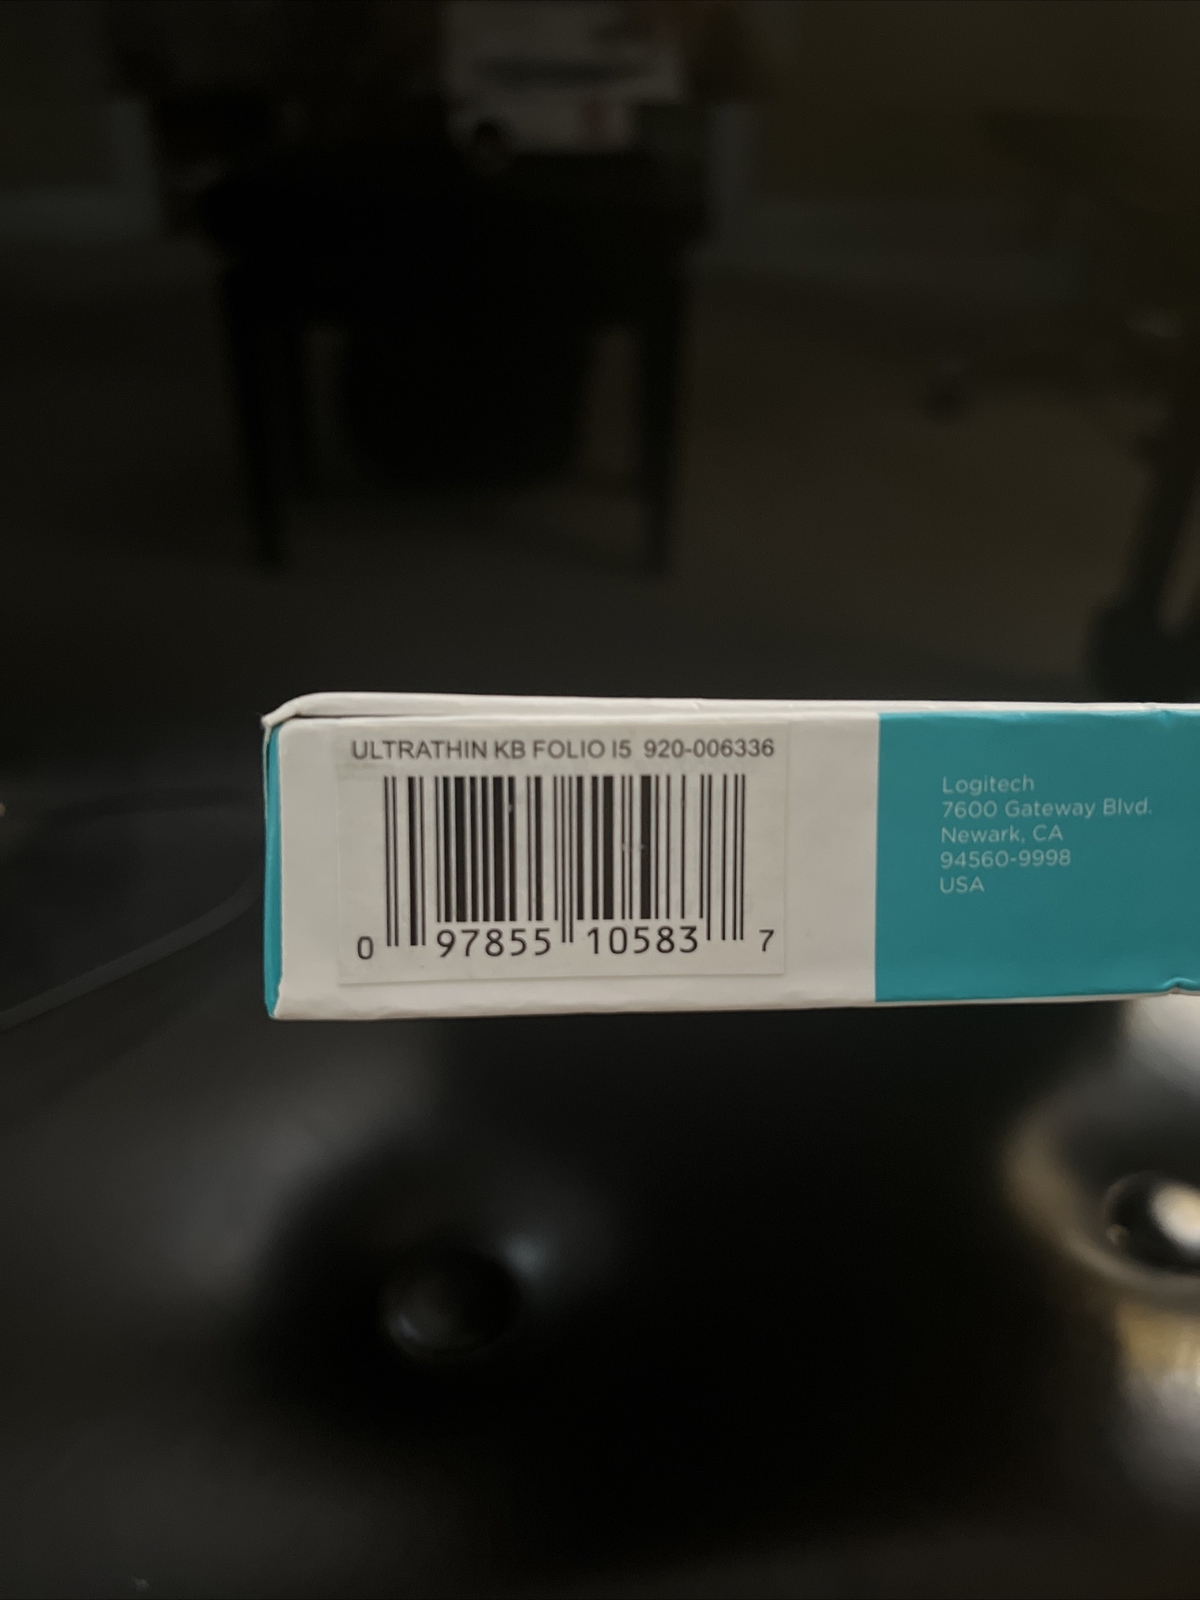 ULTRATHIN KB FOLIO I5 920-006336
0 97855 10583 7
Logitech
7600 Gateway Blvd.
Newark, CA
94560-9998
USA